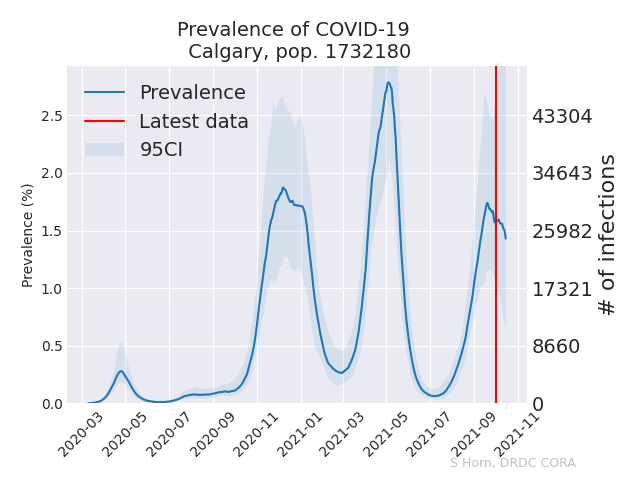 Prevalence of COVID-19
Calgary, pop. 1732180
Prevalence
Latest data
95CI
Prevalence (%)
2.5
2.0
1.5
1.0
0.5
0.0
43304
34643
25982
17321
8660
0
# of infections
2020-03
2020-05
2020-07
2020-09
2020-11
2021-01
2021-03
2021-05
2021-07
2021-09
2021-11
S Horn, DRDC CORA